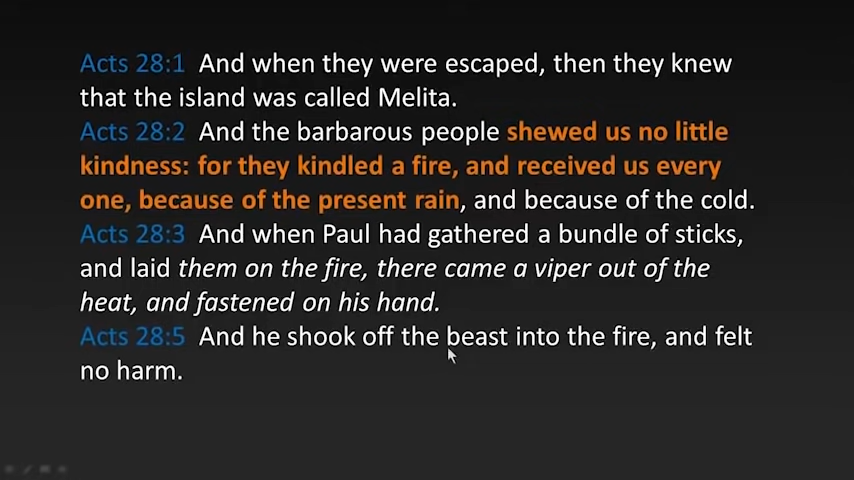 Acts 28:1 And when they were escaped, then they knew
that the island was called Melita.
Acts 28:2 And the barbarous people shewed us no little
kindness: for they kindled a fire, and received us every
one, because of the present rain, and because of the cold.
Acts 28:3 And when Paul had gathered a bundle of sticks,
and laid them on the fire, there came a viper out of the
heat, and fastened on his hand.
Acts 28:5 And he shook off the beast into the fire, and felt
no harm.